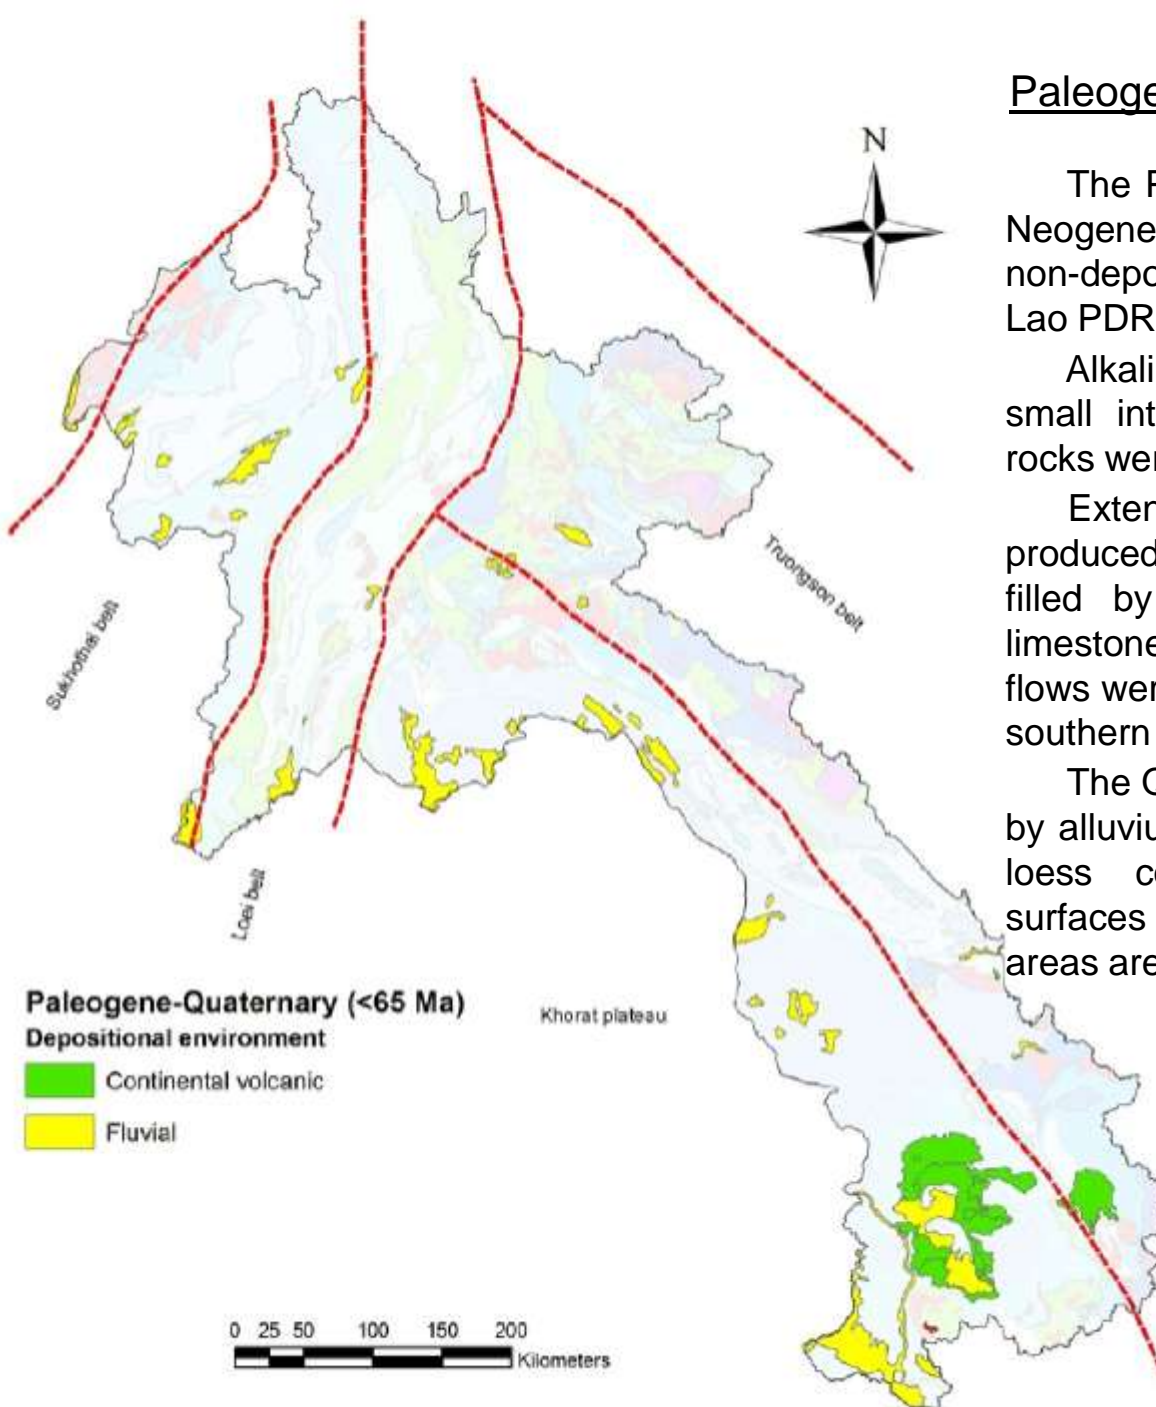 Paleoge
N
The P
Neogene
non-depo
Lao PDR
Alkali
small int
rocks wer
Exten
produced
filled by
limestone
flows wer
southern
The Q
by alluviu
loess co
surfaces
areas are
Truongson belt
Sukhothai belt
Loei belt
Khorat plateau
Paleogene-Quaternary (<65 Ma)
Depositional environment
Continental volcanic
Fluvial
0 25 50 100 150 200
Kilometers